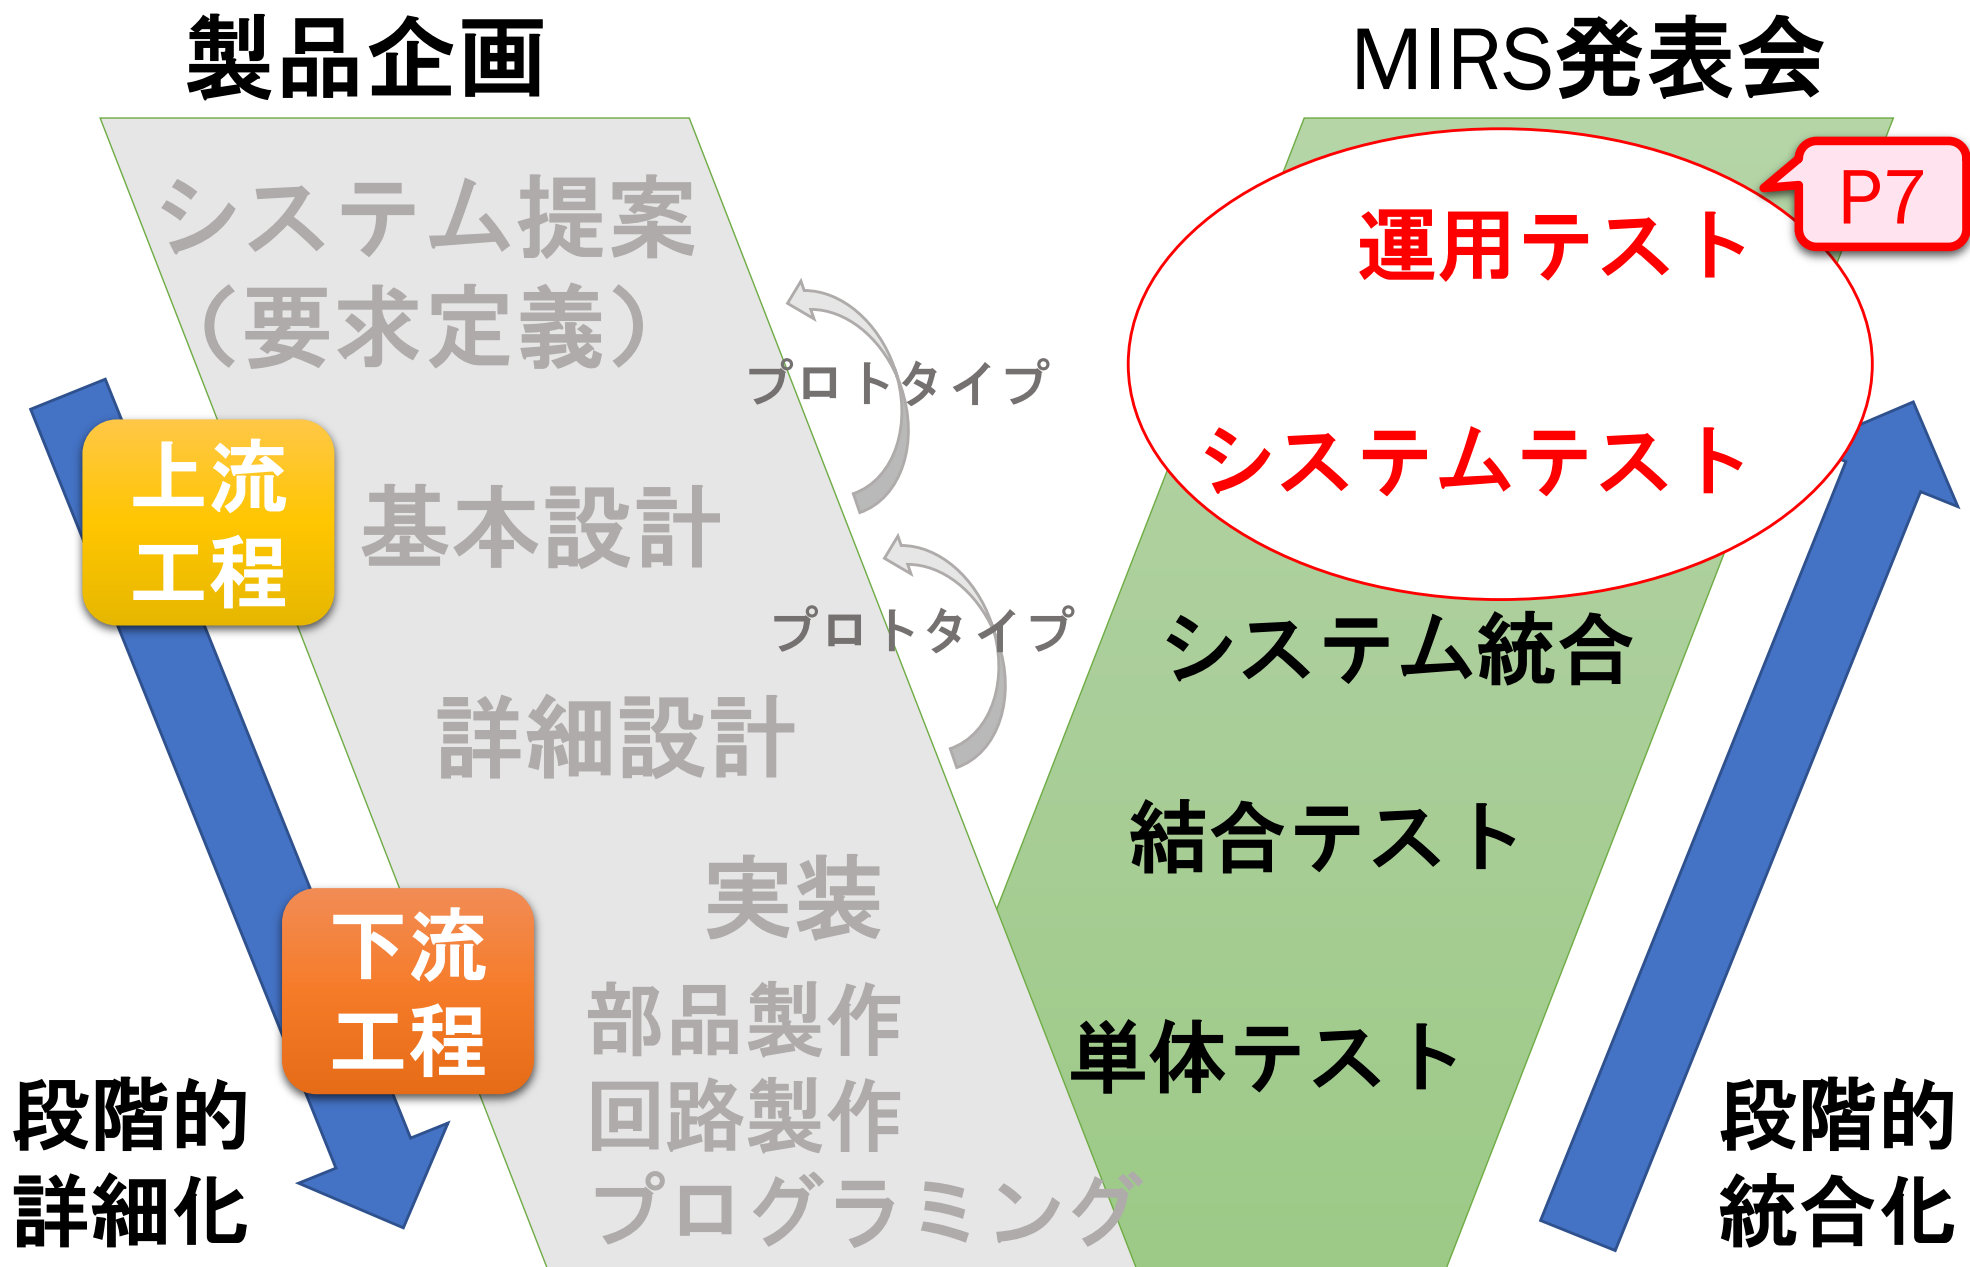 製品企画
MIRS発表会
システム提案
（要求定義）
プロトタイプ
基本設計
プロトタイプ
詳細設計
実装
部品製作
回路製作
プログラミング
上流
工程
下流
工程
段階的
詳細化
P7
運用テスト
システムテスト
システム統合
結合テスト
単体テスト
段階的
統合化